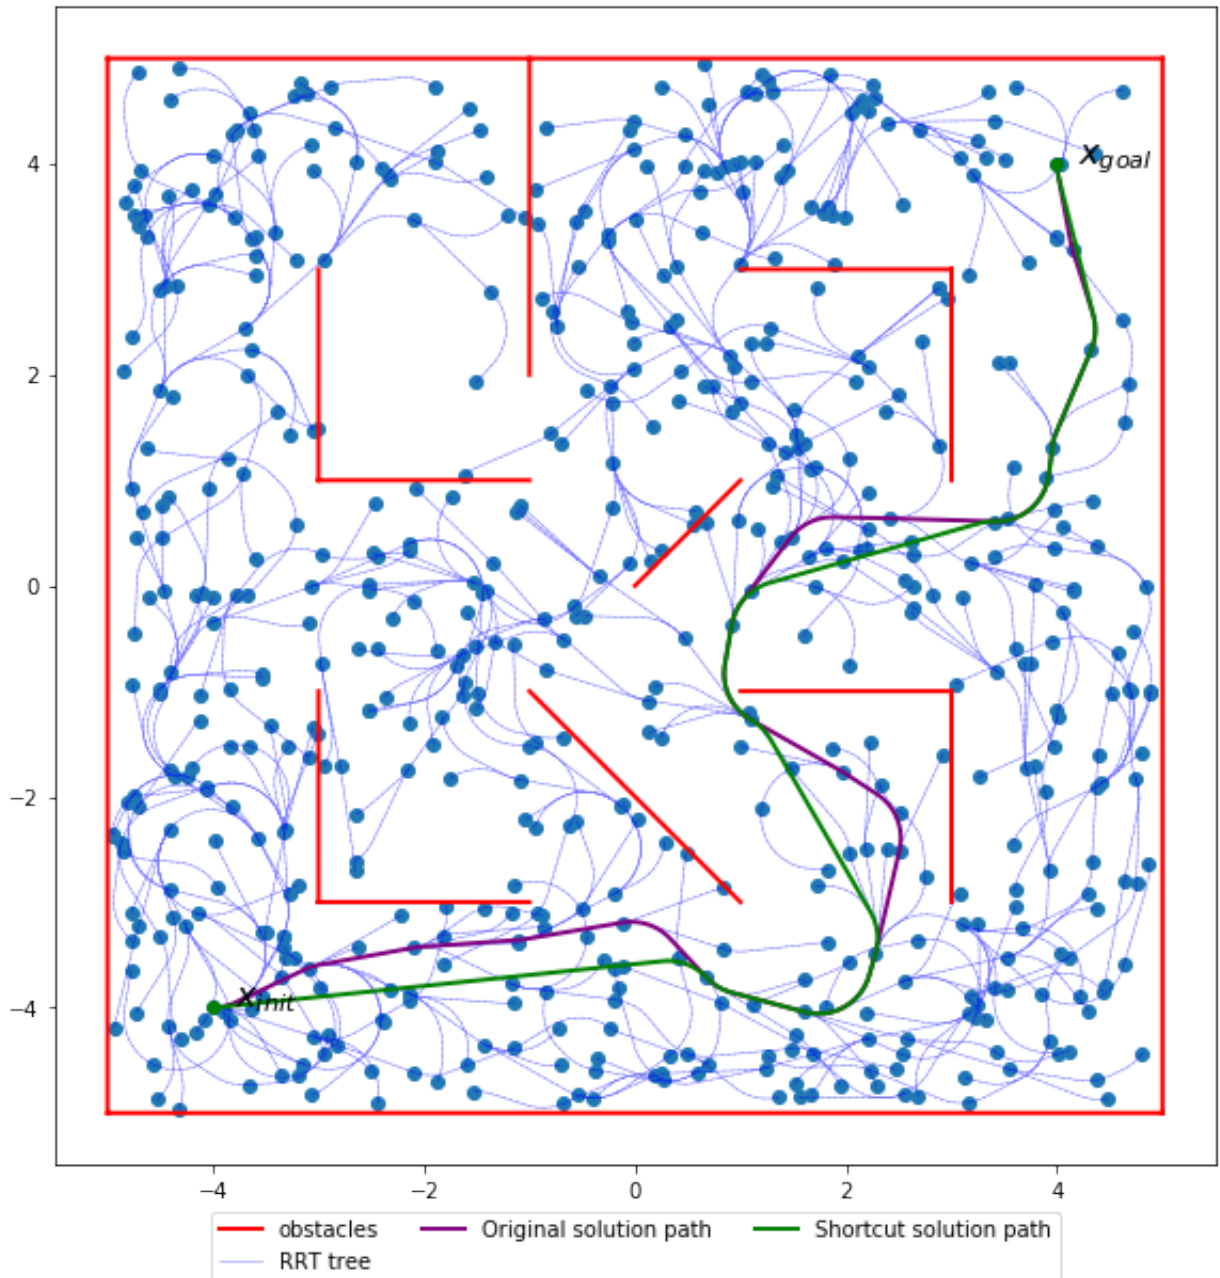 4
2
0
−2
−4
x_goal
x_init
−4 −2 0 2 4
obstacles Original solution path Shortcut solution path
RRT tree